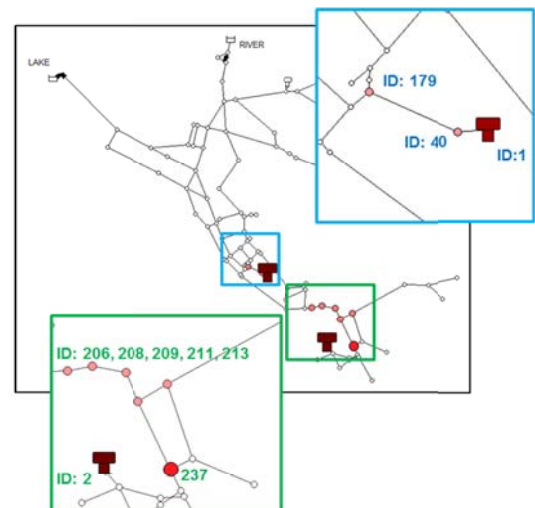 RIVER
LAKE
ID: 179
ID: 40
ID:1
ID: 206, 208, 209, 211, 213
ID: 2
237